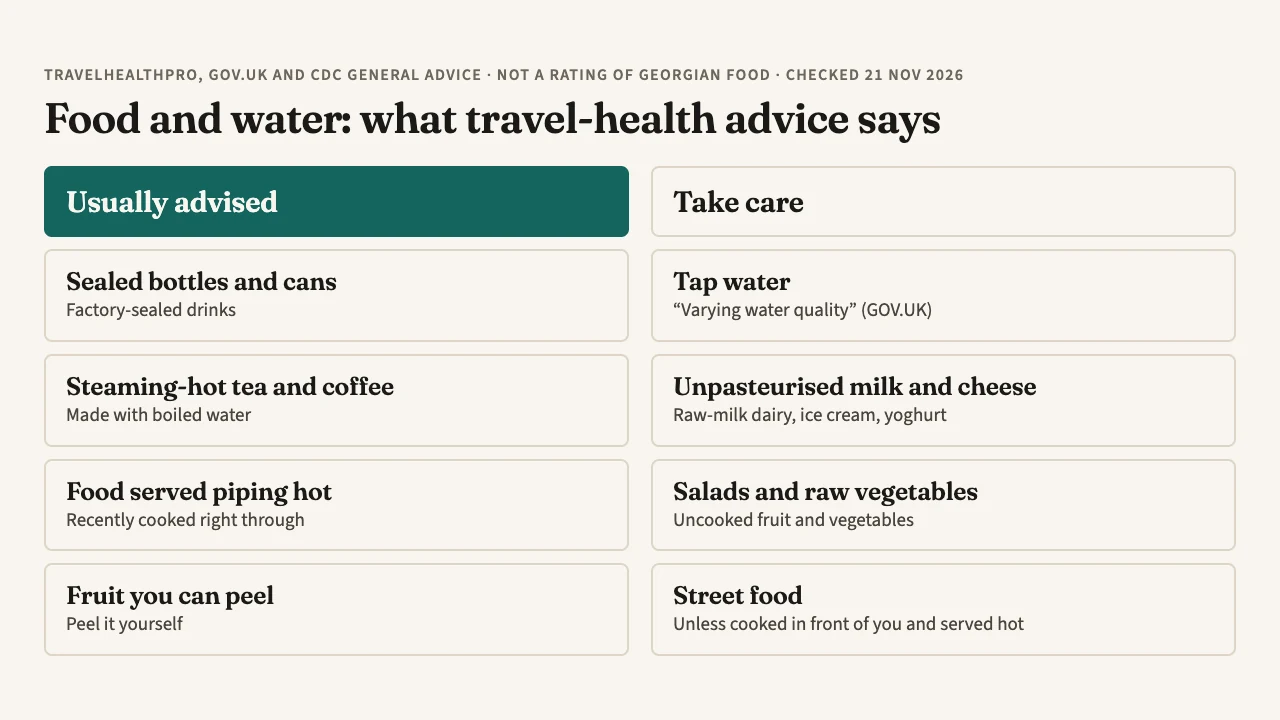 TRAVELHEALTHPRO, GOV.UK AND CDC GENERAL ADVICE · NOT A RATING OF GEORGIAN FOOD · CHECKED 21 NOV 2026
Food and water: what travel-health advice says
Usually advised
Sealed bottles and cans
Factory-sealed drinks
Steaming-hot tea and coffee
Made with boiled water
Food served piping hot
Recently cooked right through
Fruit you can peel
Peel it yourself
Take care
Tap water
“Varying water quality” (GOV.UK)
Unpasteurised milk and cheese
Raw-milk dairy, ice cream, yoghurt
Salads and raw vegetables
Uncooked fruit and vegetables
Street food
Unless cooked in front of you and served hot